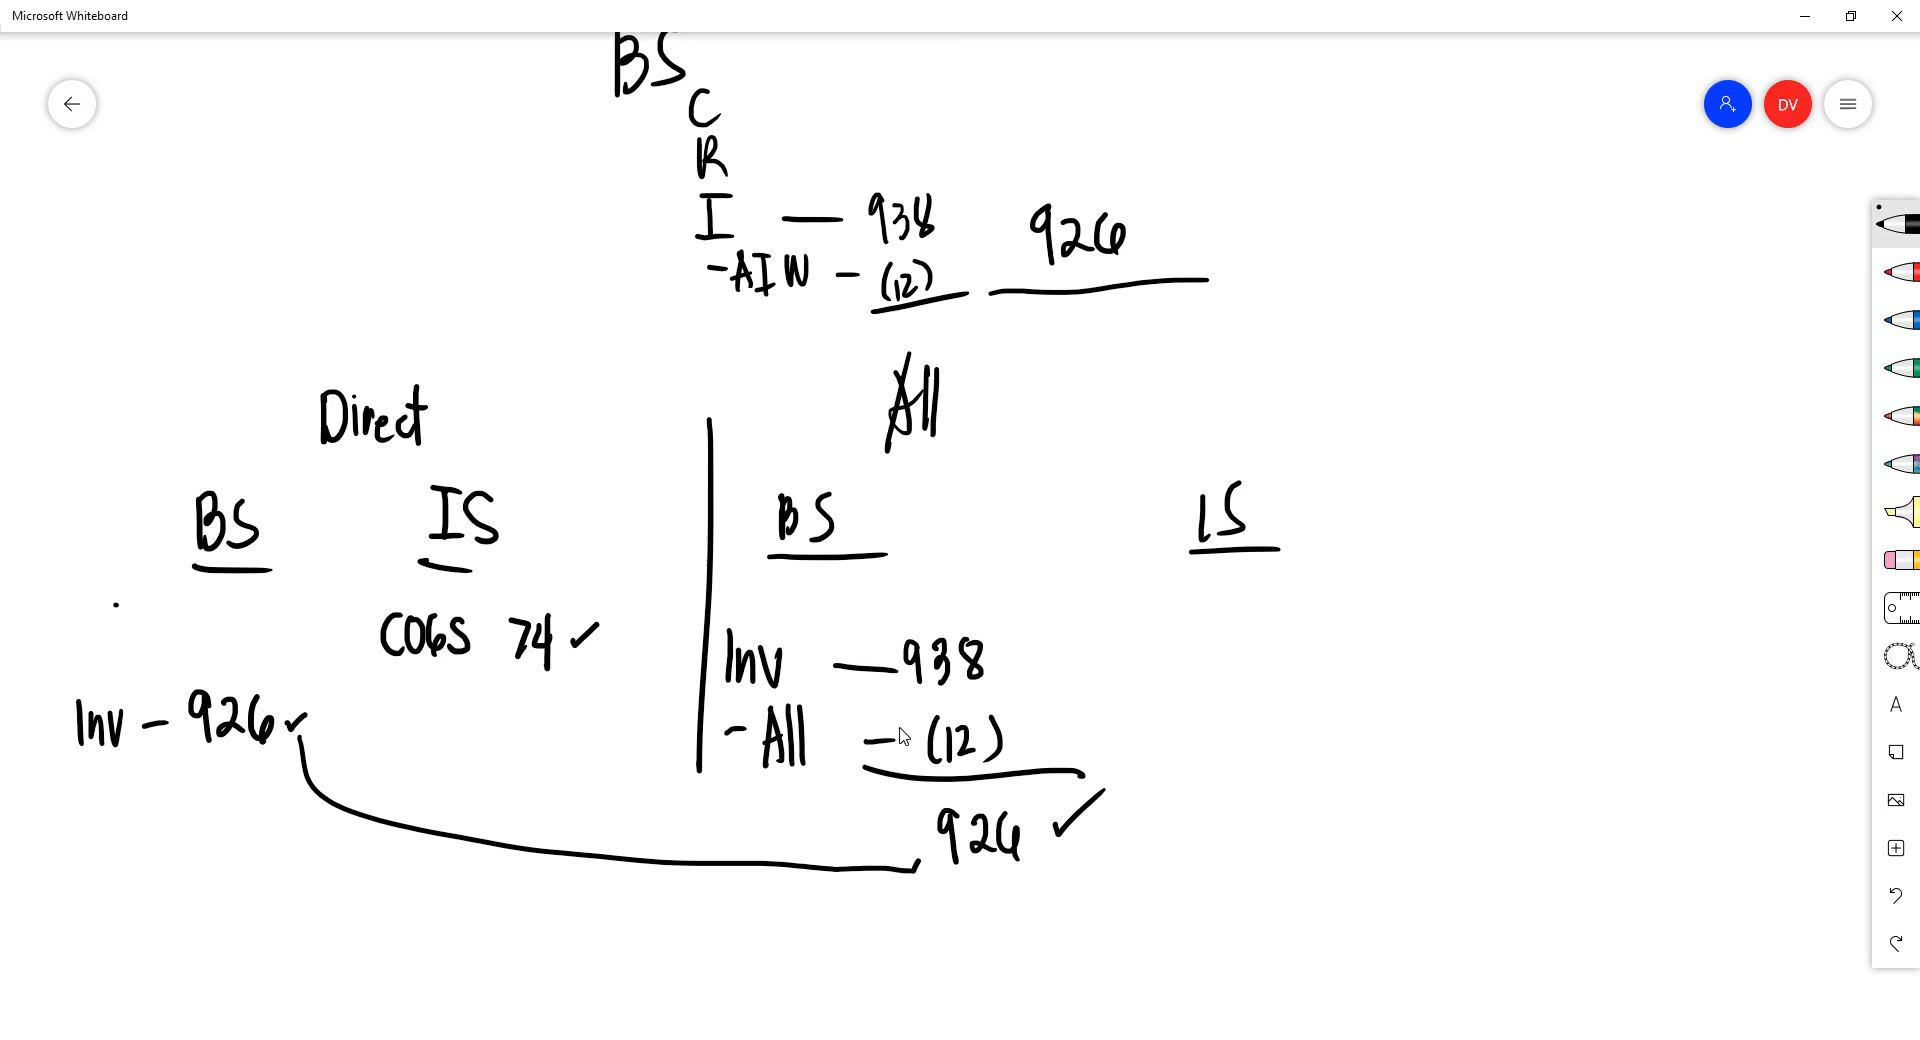 Microsoft Whiteboard
BS
C
DV
R
I — 938 926
-AIW - (12)
All
Direct
BS IS BS IS
COGS 74 ✓
Inv — 938
Inv - 926 ✓
- All — (12)
926 ✓
A